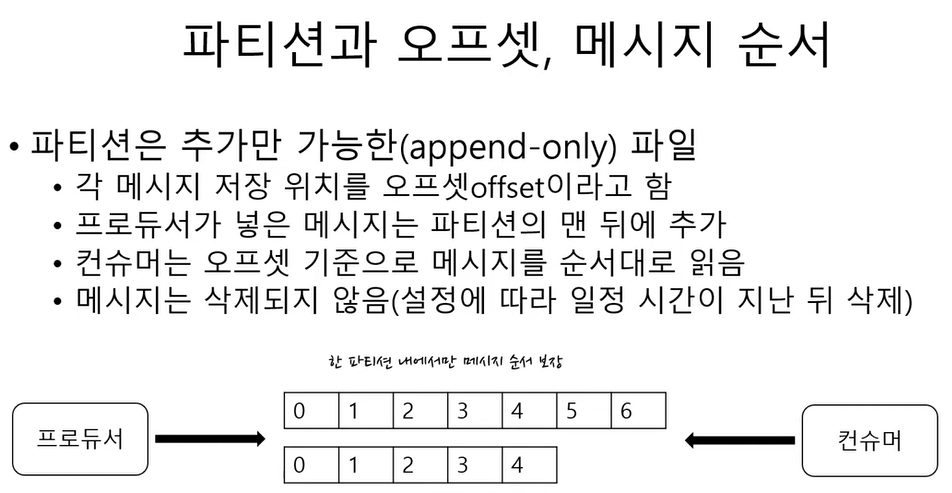 파티션과 오프셋, 메시지 순서
• 파티션은 추가만 가능한(append-only) 파일
• 각 메시지 저장 위치를 오프셋offset이라고 함
• 프로듀서가 넣은 메시지는 파티션의 맨 뒤에 추가
• 컨슈머는 오프셋 기준으로 메시지를 순서대로 읽음
• 메시지는 삭제되지 않음(설정에 따라 일정 시간이 지난 뒤 삭제)
한 파티션 내에서만 메시지 순서 보장
프로듀서
0 1 2 3 4 5 6
0 1 2 3 4
컨슈머